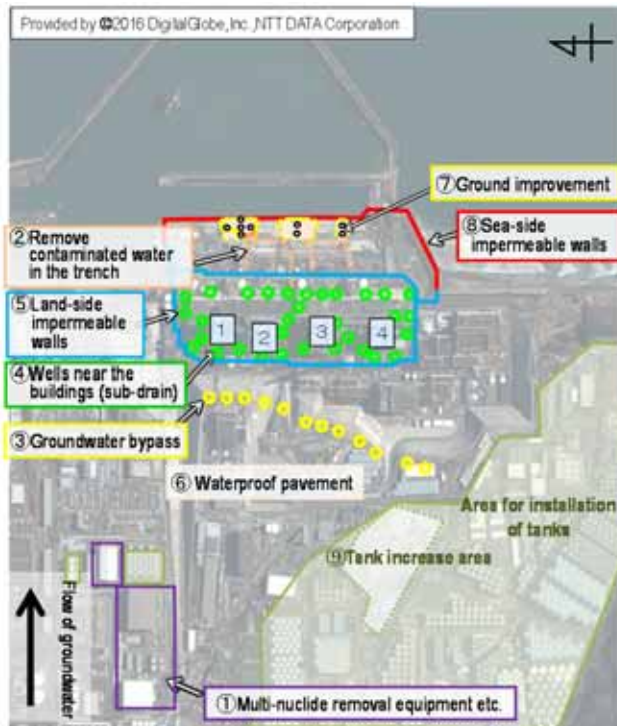 Provided by ©2016 DigitalGlobe,Inc.,NTT DATA Corporation
⑦Ground improvement
⑧Sea-side
impermeable walls
②Remove
contaminated water
in the trench
⑤Land-side
impermeable
walls
1
2
3
4
④Wells near the
buildings (sub-drain)
③Groundwater bypass
⑥ Waterproof pavement
Area for installation
of tanks
⑨Tank increase area
Flow of groundwater
①Multi-nuclide removal equipment etc.